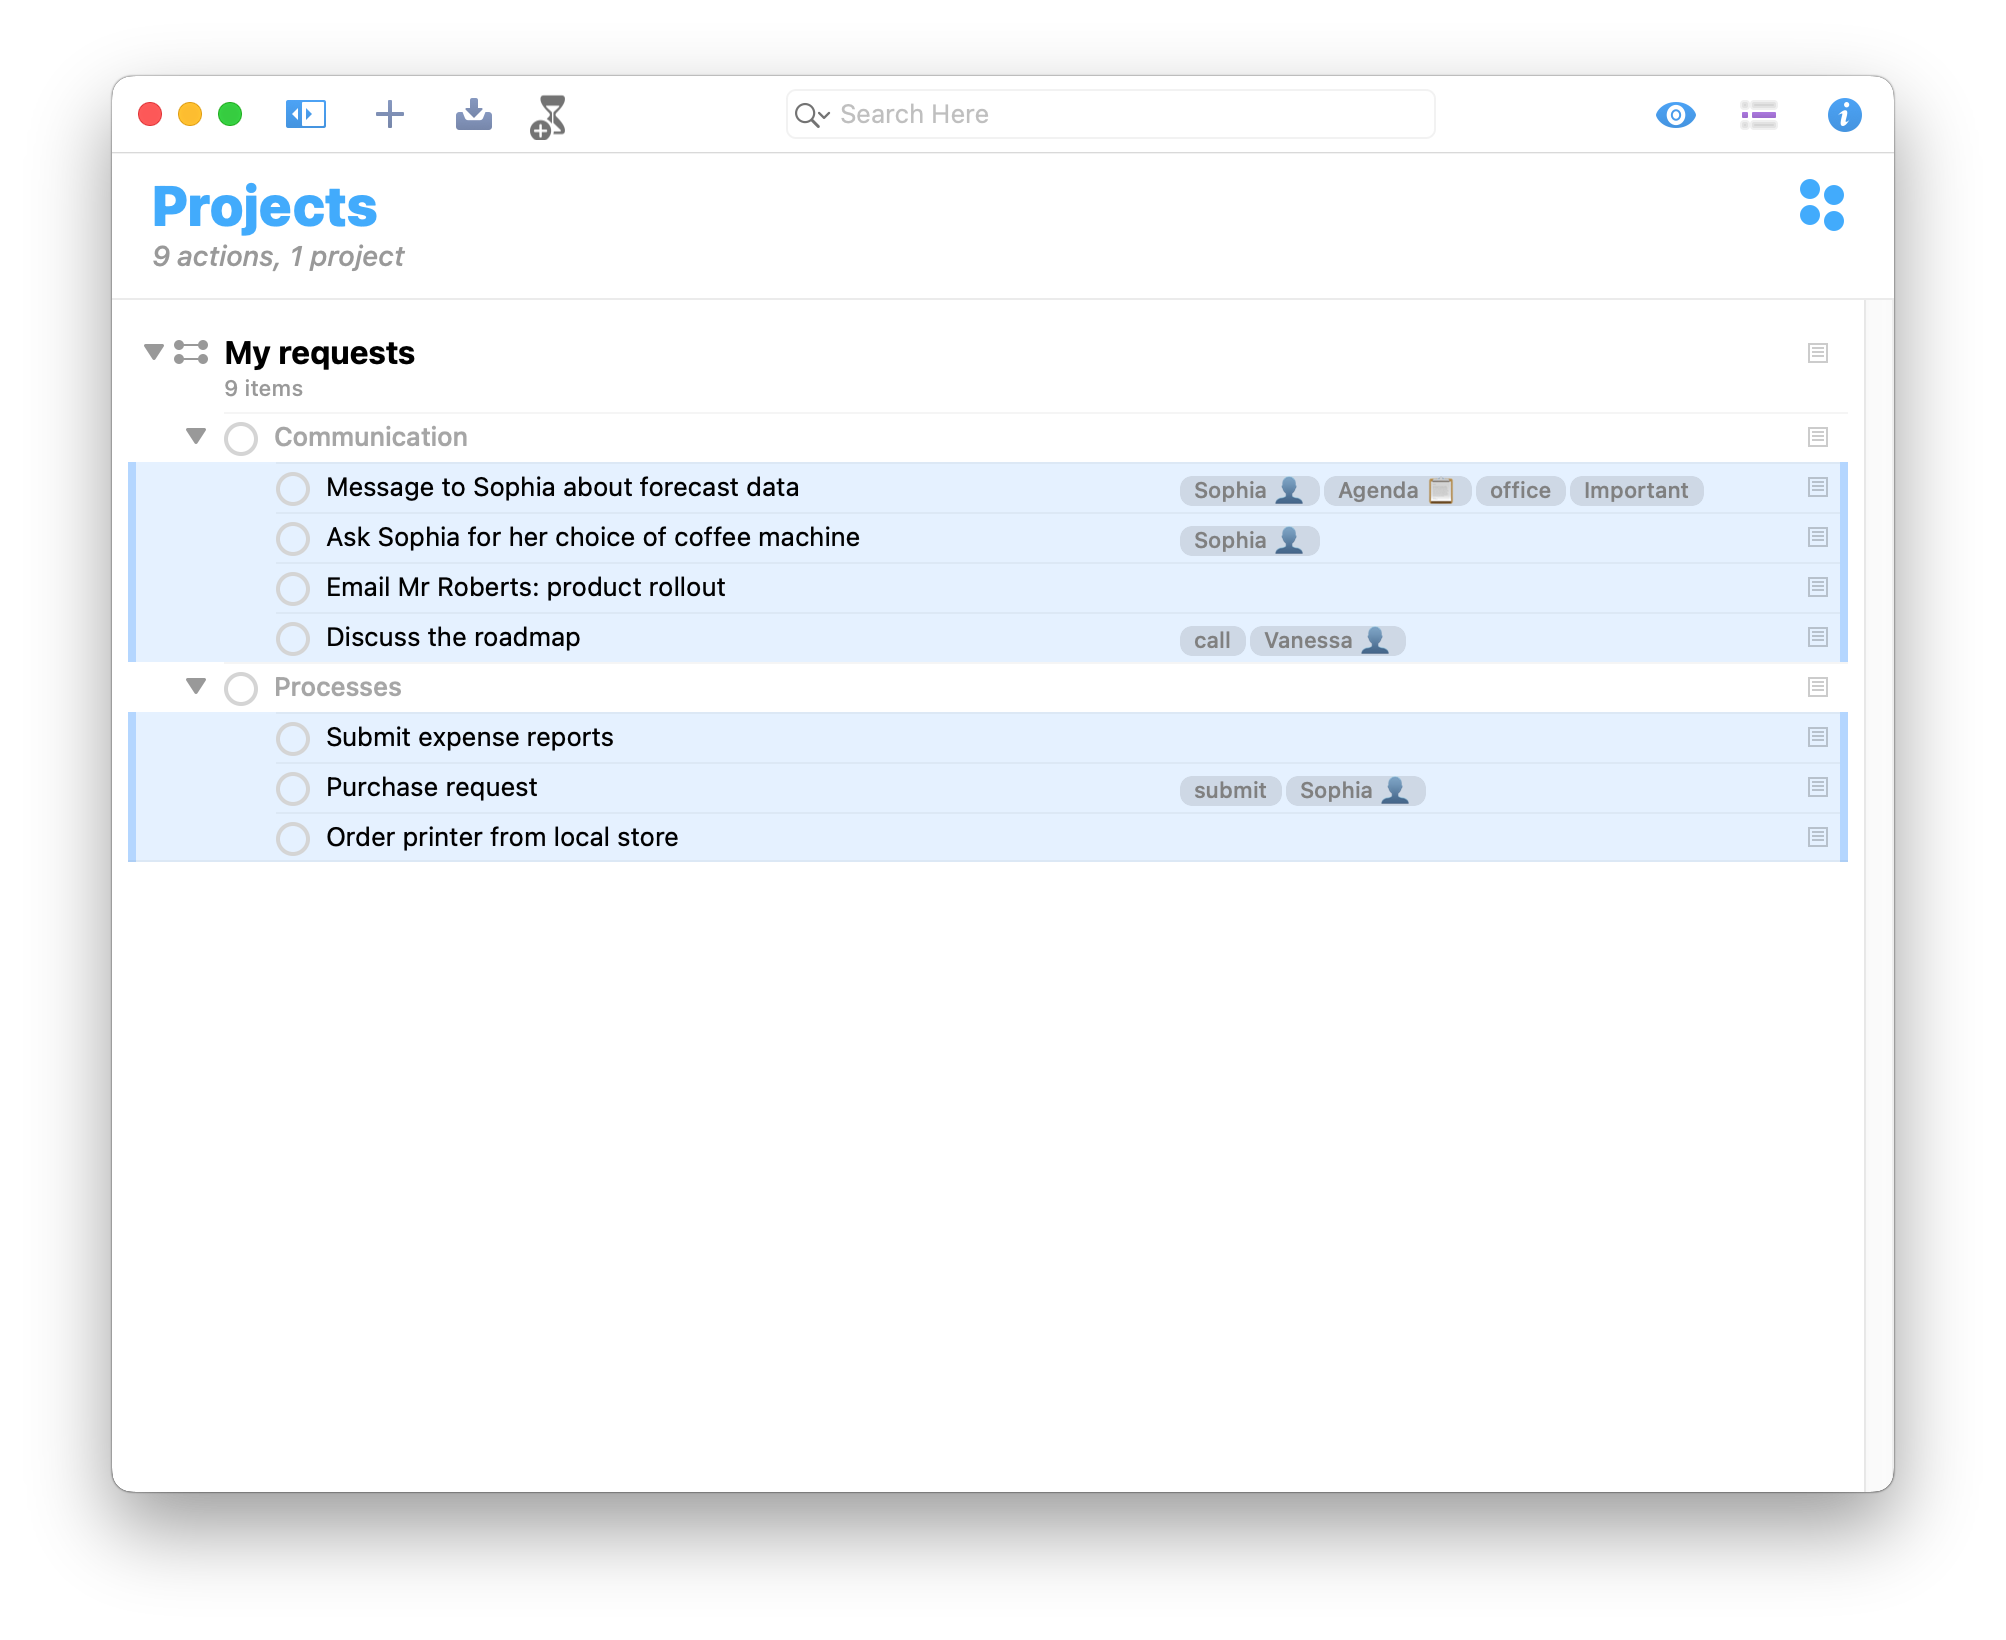 Search Here
Projects
9 actions, 1 project
My requests
9 items
Communication
Message to Sophia about forecast data Sophia 👤 Agenda 📋 office Important
Ask Sophia for her choice of coffee machine Sophia 👤
Email Mr Roberts: product rollout
Discuss the roadmap call Vanessa 👤
Processes
Submit expense reports
Purchase request submit Sophia 👤
Order printer from local store